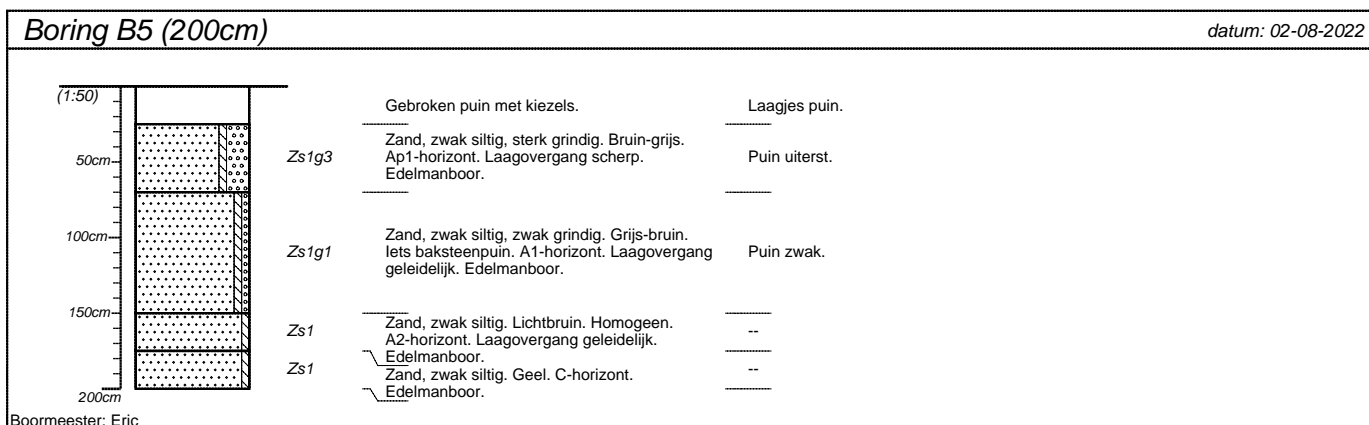 Boring B5 (200cm)
datum: 02-08-2022
(1:50)
Gebroken puin met kiezels.
Laagjes puin.
50cm
Zs1g3
Zand, zwak siltig, sterk grindig. Bruin-grijs.
Ap1-horizont. Laagovergang scherp.
Edelmanboor.
Puin uiterst.
100cm
Zs1g1
Zand, zwak siltig, zwak grindig. Grijs-bruin.
Iets baksteenpuin. A1-horizont. Laagovergang
geleidelijk. Edelmanboor.
Puin zwak.
150cm
Zs1
Zand, zwak siltig. Lichtbruin. Homogeen.
A2-horizont. Laagovergang geleidelijk.
Edelmanboor.
--
Zs1
Zand, zwak siltig. Geel. C-horizont.
Edelmanboor.
--
200cm
Boormeester: Eric